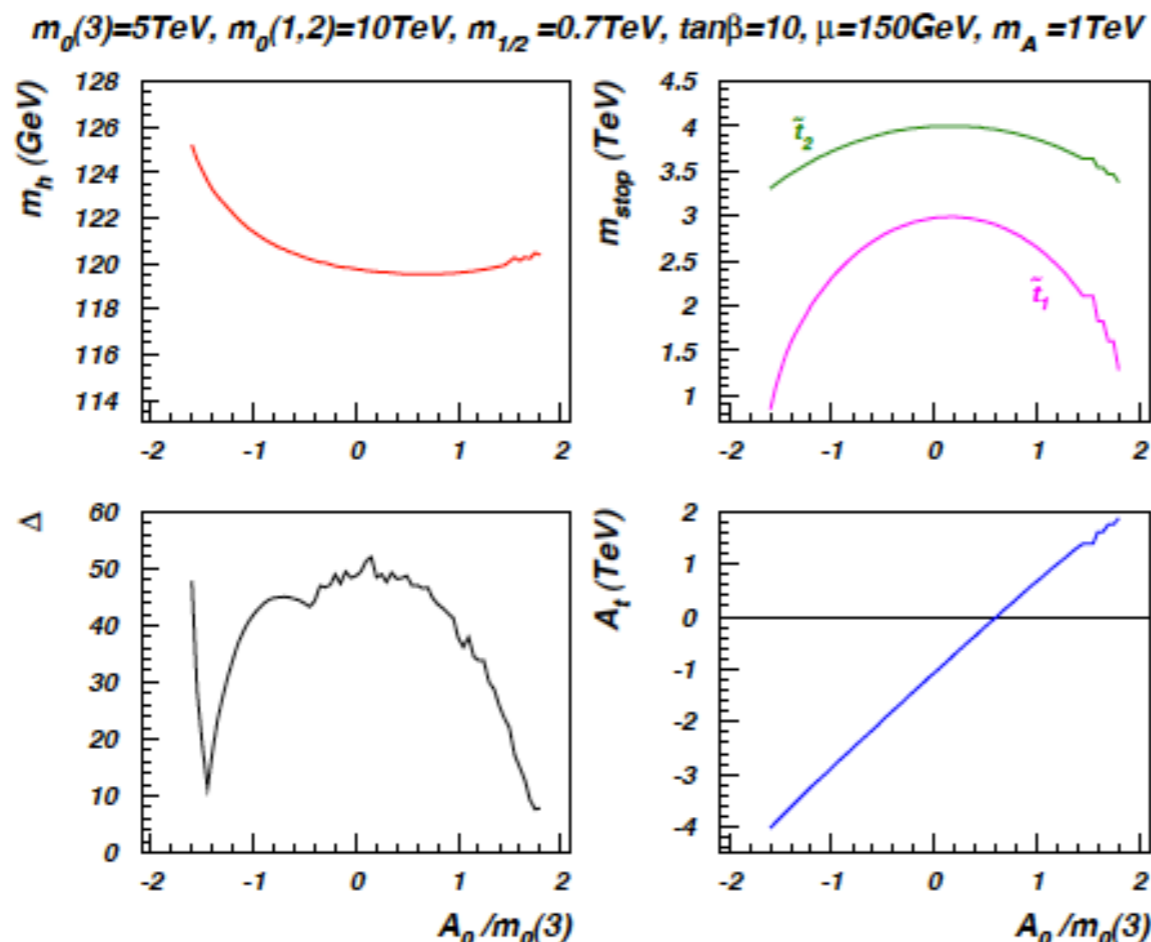 m₀(3)=5TeV, m₀(1,2)=10TeV, m₁/₂=0.7TeV, tanβ=10, μ=150GeV, m_A=1TeV
m_h (GeV)
128
126
124
122
120
118
116
114
-2 -1 0 1 2
m_stop (TeV)
4.5
4
3.5
3
2.5
2
1.5
1
t̃₂
t̃₁
-2 -1 0 1 2
Δ
60
50
40
30
20
10
0
-2 -1 0 1 2
A₀/m₀(3)
A_t (TeV)
2
1
0
-1
-2
-3
-4
-2 -1 0 1 2
A₀/m₀(3)